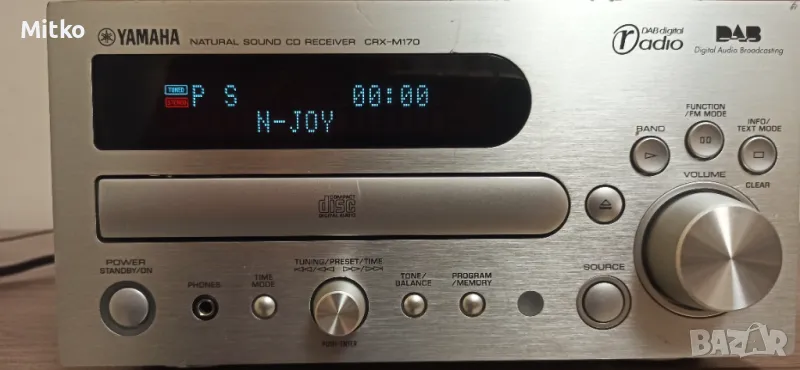 Mitko
YAMAHA NATURAL SOUND CD RECEIVER CRX-M170
DAB digital
radio
DAB
Digital Audio Broadcasting
TUNED
STEREO
P S 00:00
N-JOY
FUNCTION
/FM MODE
BAND
INFO/
TEXT MODE
COMPACT
disc
DIGITAL AUDIO
VOLUME
CLEAR
POWER
STANDBY/ON
PHONES
TIME
MODE
TUNING/PRESET/TIME
TONE/
BALANCE
PROGRAM
/MEMORY
SOURCE
PUSH-ENTER
BAZAR